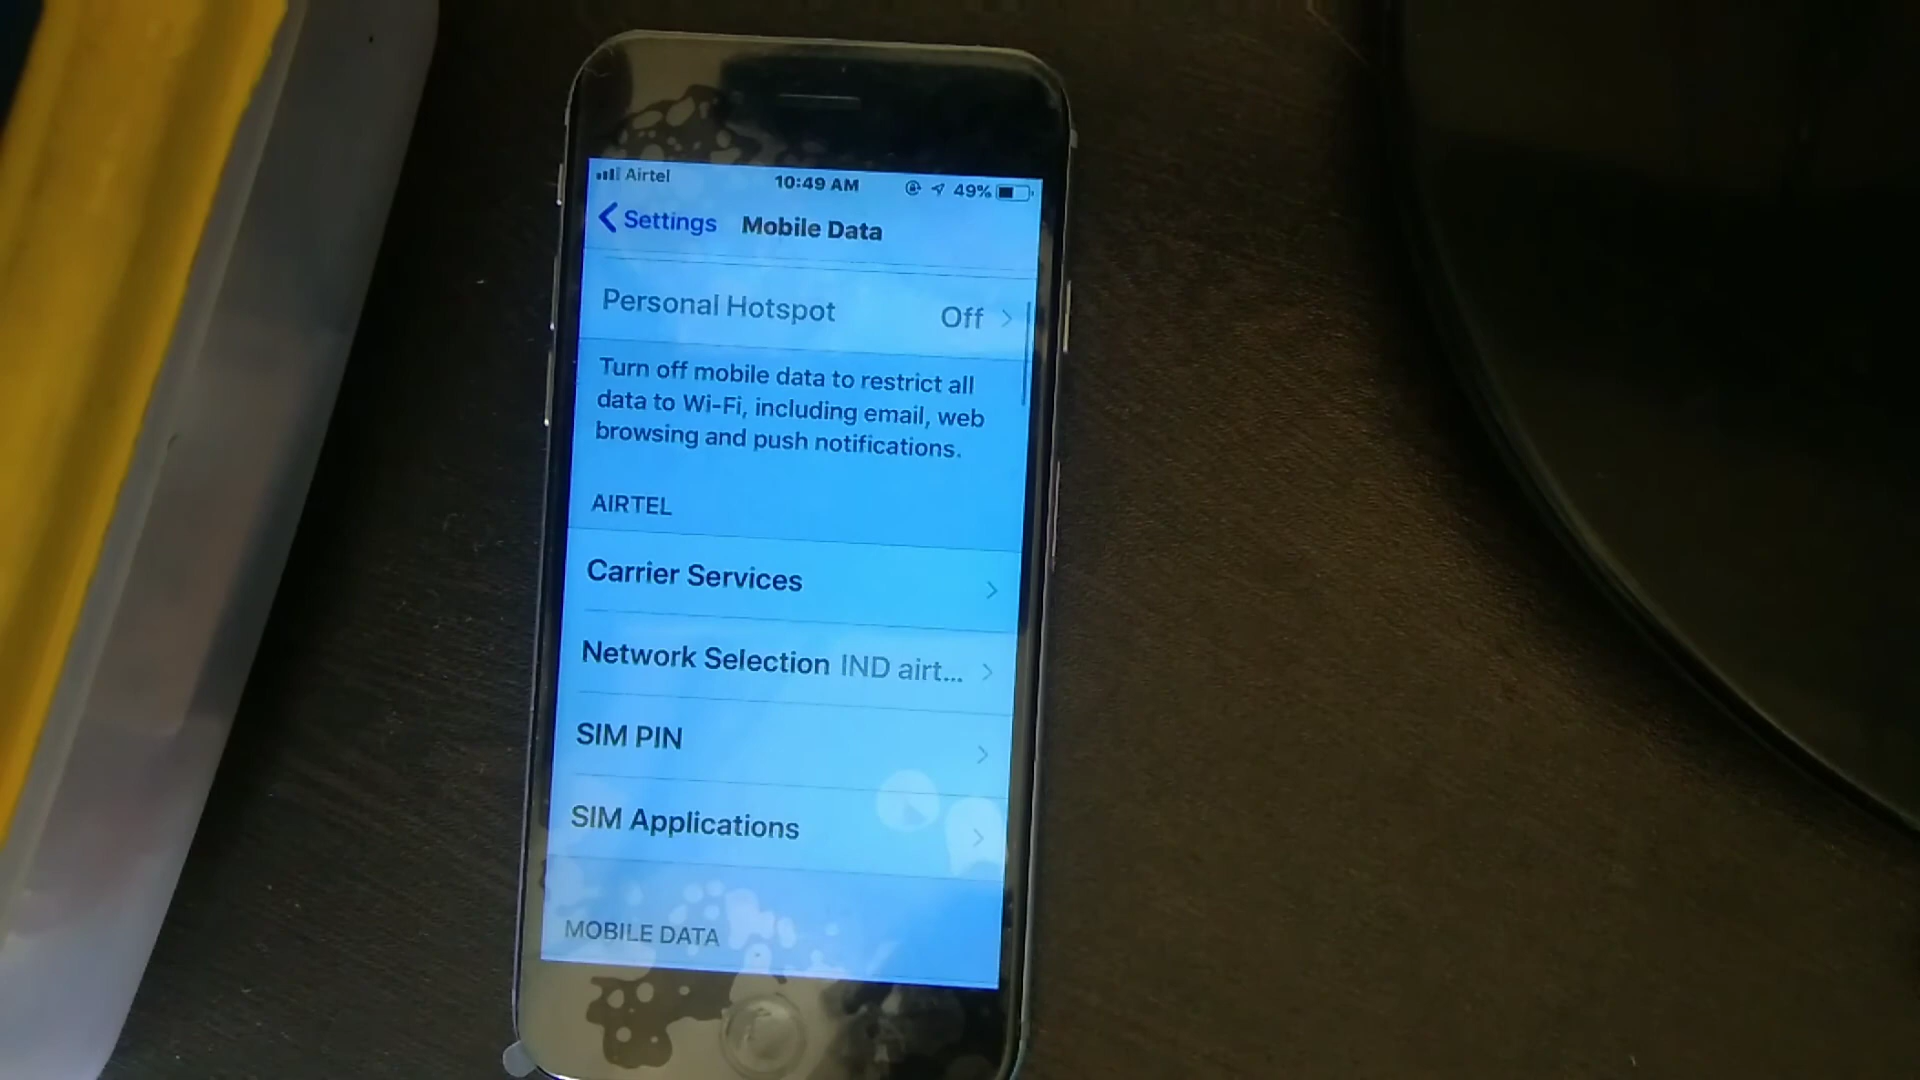 Airtel 10:49 AM 49%
Settings Mobile Data
Personal Hotspot Off
Turn off mobile data to restrict all
data to Wi-Fi, including email, web
browsing and push notifications.
AIRTEL
Carrier Services
Network Selection IND airt...
SIM PIN
SIM Applications
MOBILE DATA